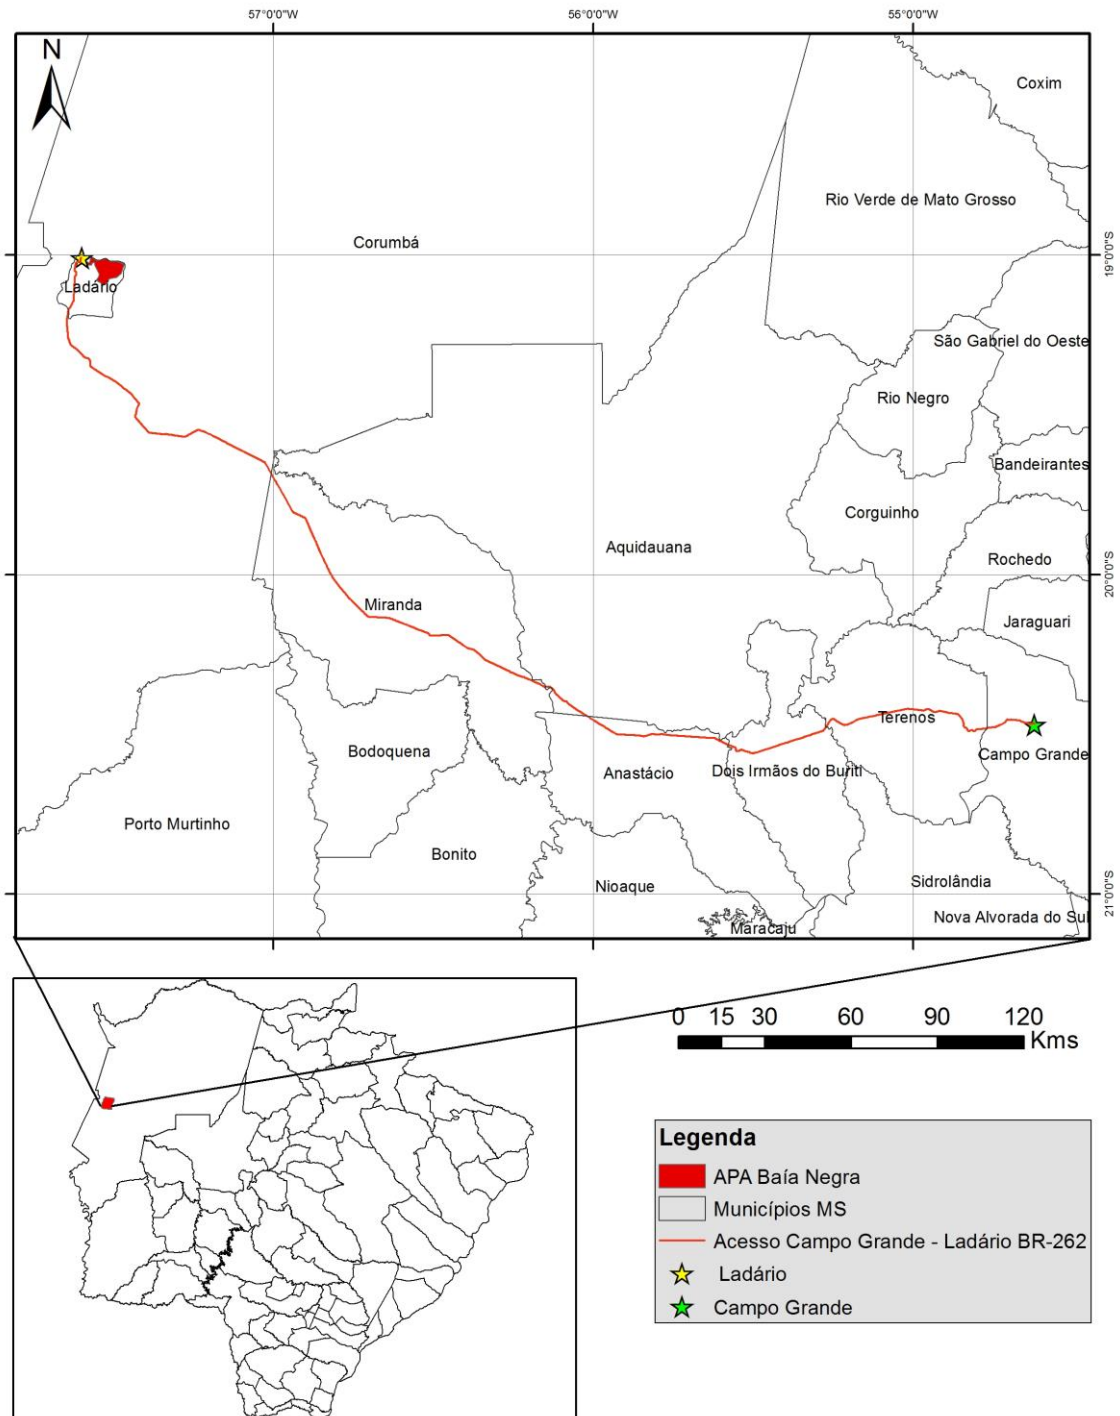 57°0'0"W
56°0'0"W
55°0'0"W
N
Coxim
Rio Verde de Mato Grosso
Corumbá
19°0'0"S
Ladário
São Gabriel do Oeste
Rio Negro
Bandeirantes
Corguinho
Aquidauana
Rochedo
20°0'0"S
Miranda
Jaraguari
Terenos
Bodoquena
Campo Grande
Anastácio
Dois Irmãos do Buriti
Porto Murtinho
Bonito
Sidrolândia
Nioaque
21°0'0"S
Nova Alvorada do Sul
Maracaju
0 15 30 60 90 120
Kms
Legenda
APA Baía Negra
Municípios MS
Acesso Campo Grande - Ladário BR-262
Ladário
Campo Grande